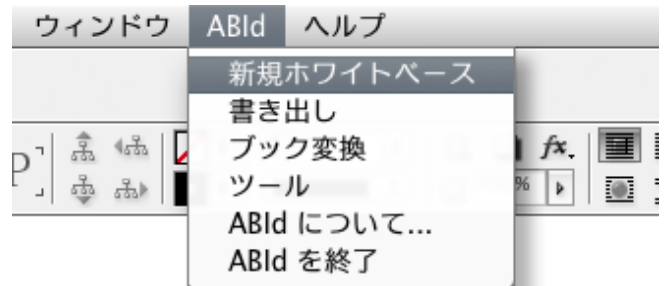 ウィンドウ ABId ヘルプ
新規ホワイトベース
書き出し
ブック変換
ツール
ABId について...
ABId を終了
P
fx.
%